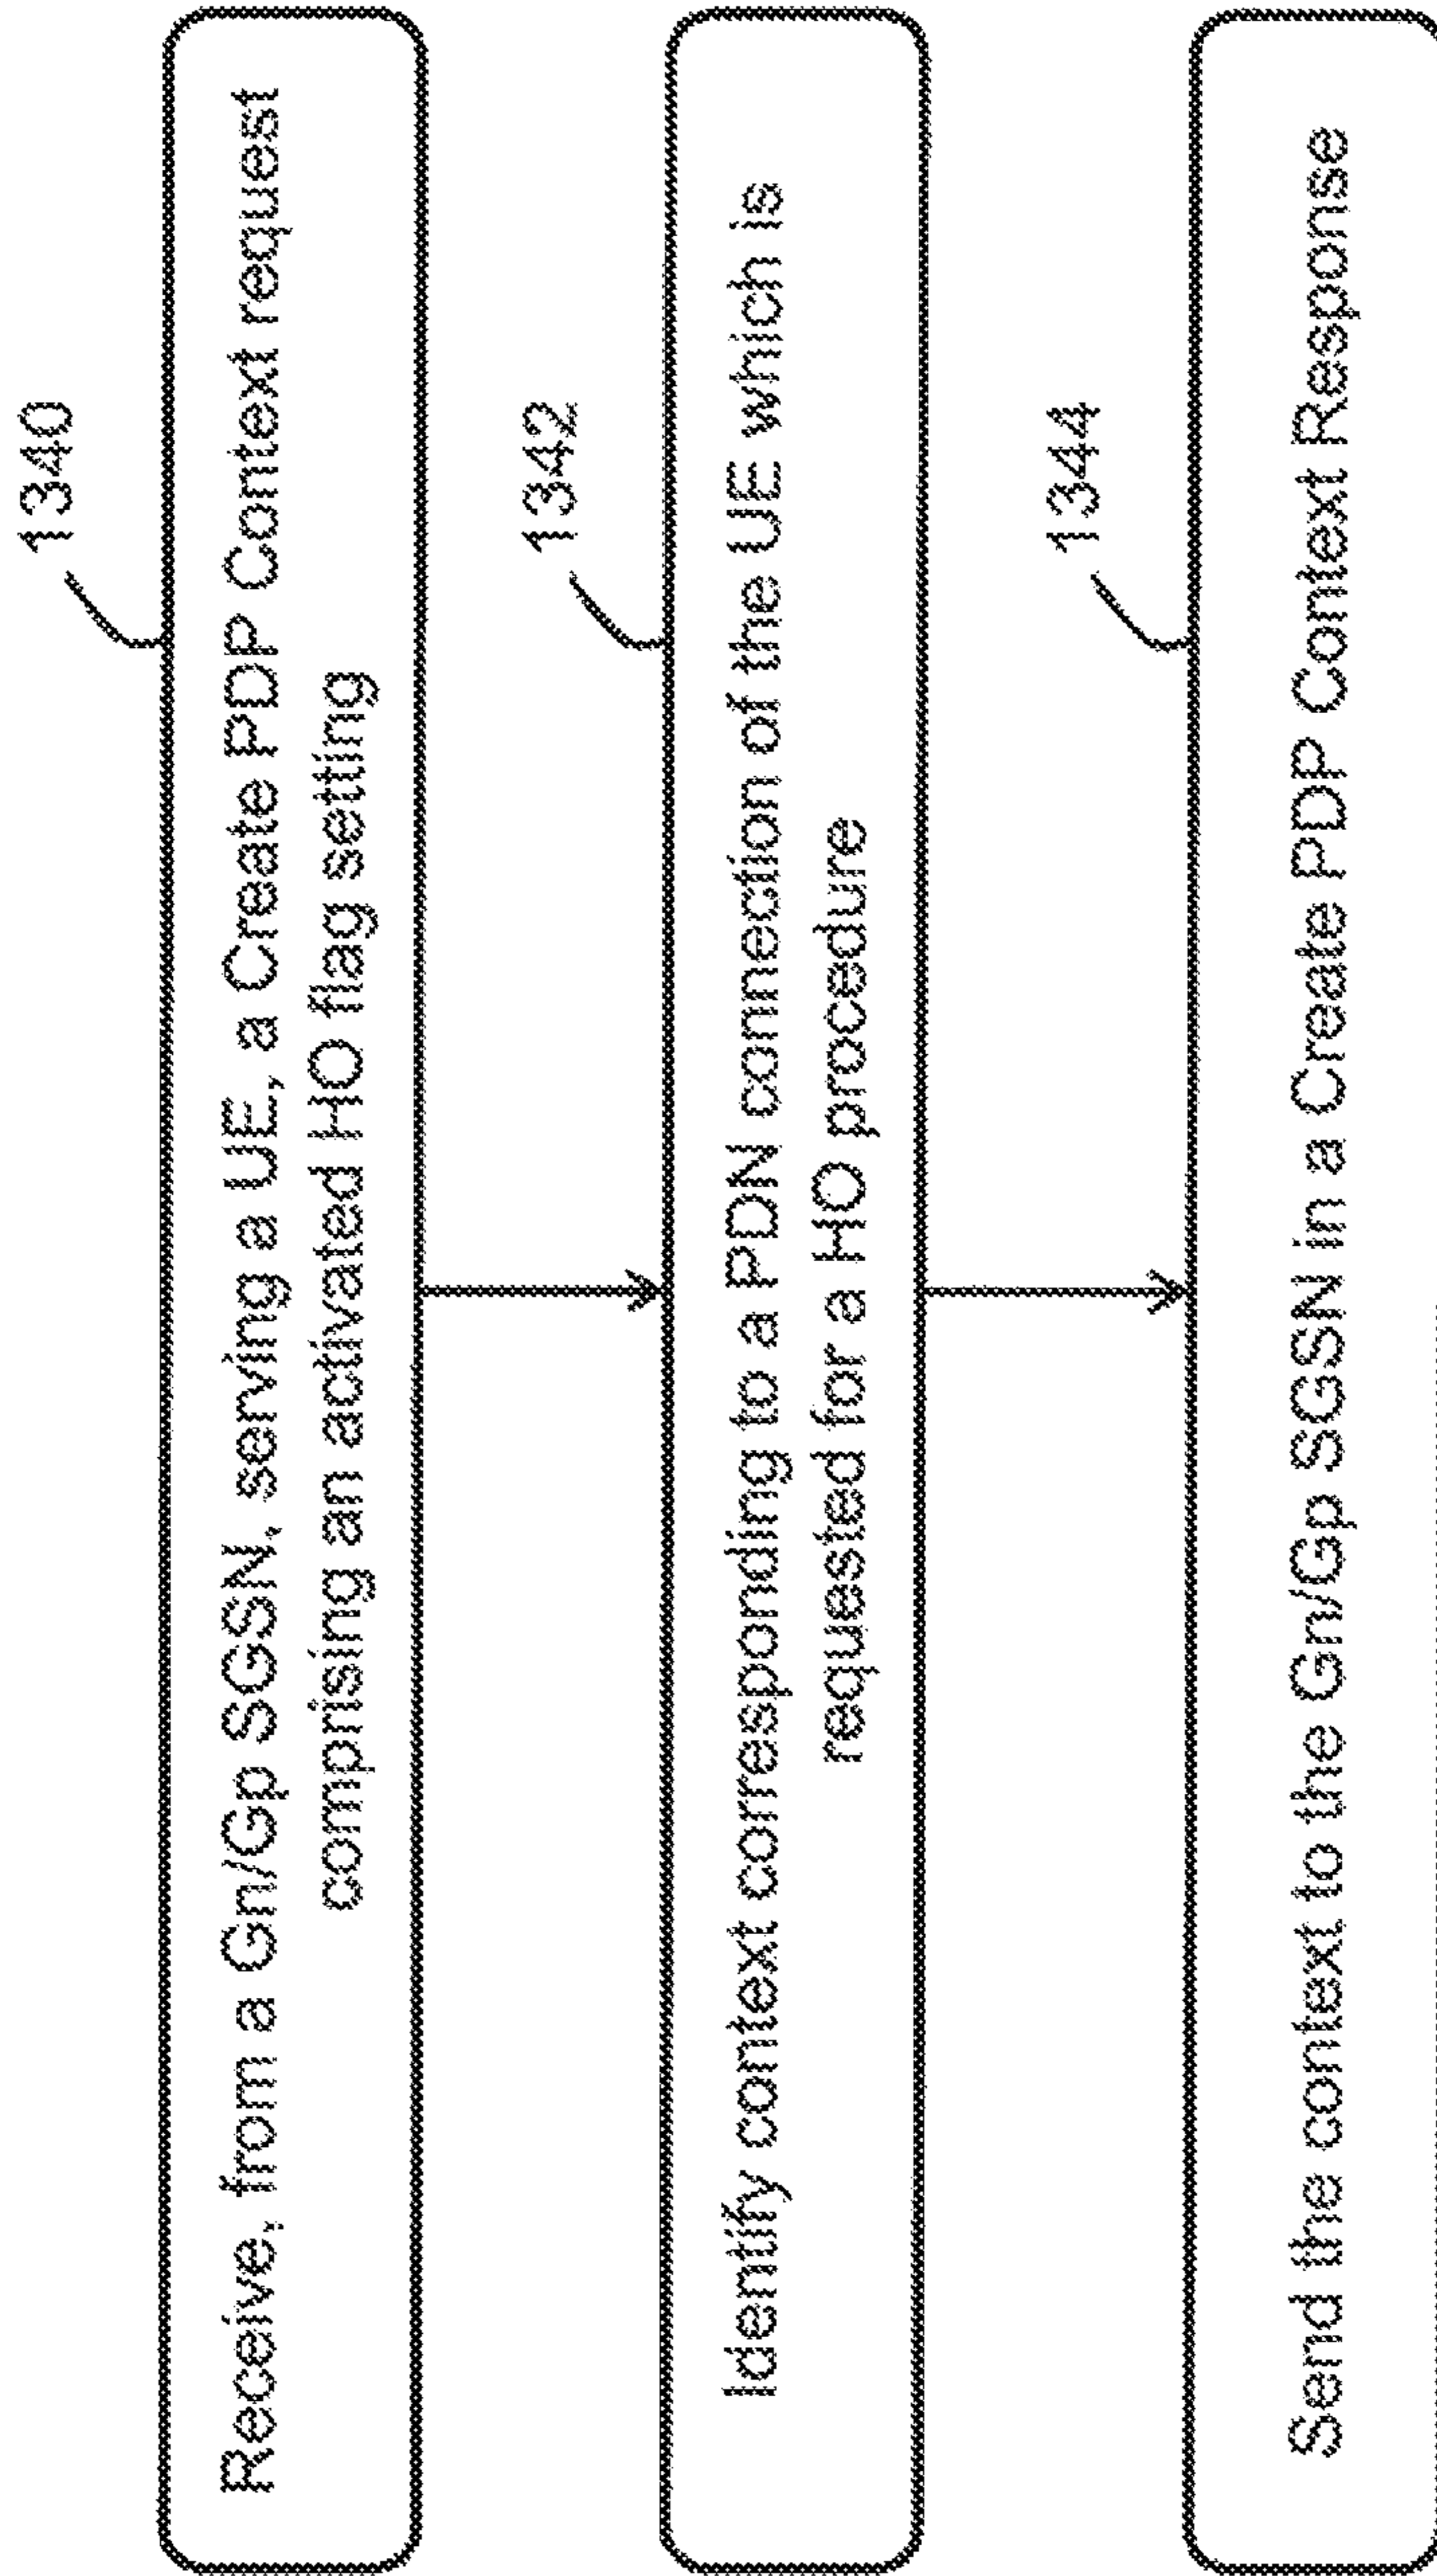 1340
Receive, from a Gn/Gp SGSN, serving a UE, a Create PDP Context request
comprising an activated HO flag setting
1342
Identify context corresponding to a PDN connection of the UE which is
requested for a HO procedure
1344
Send the context to the Gn/Gp SGSN in a Create PDP Context Response